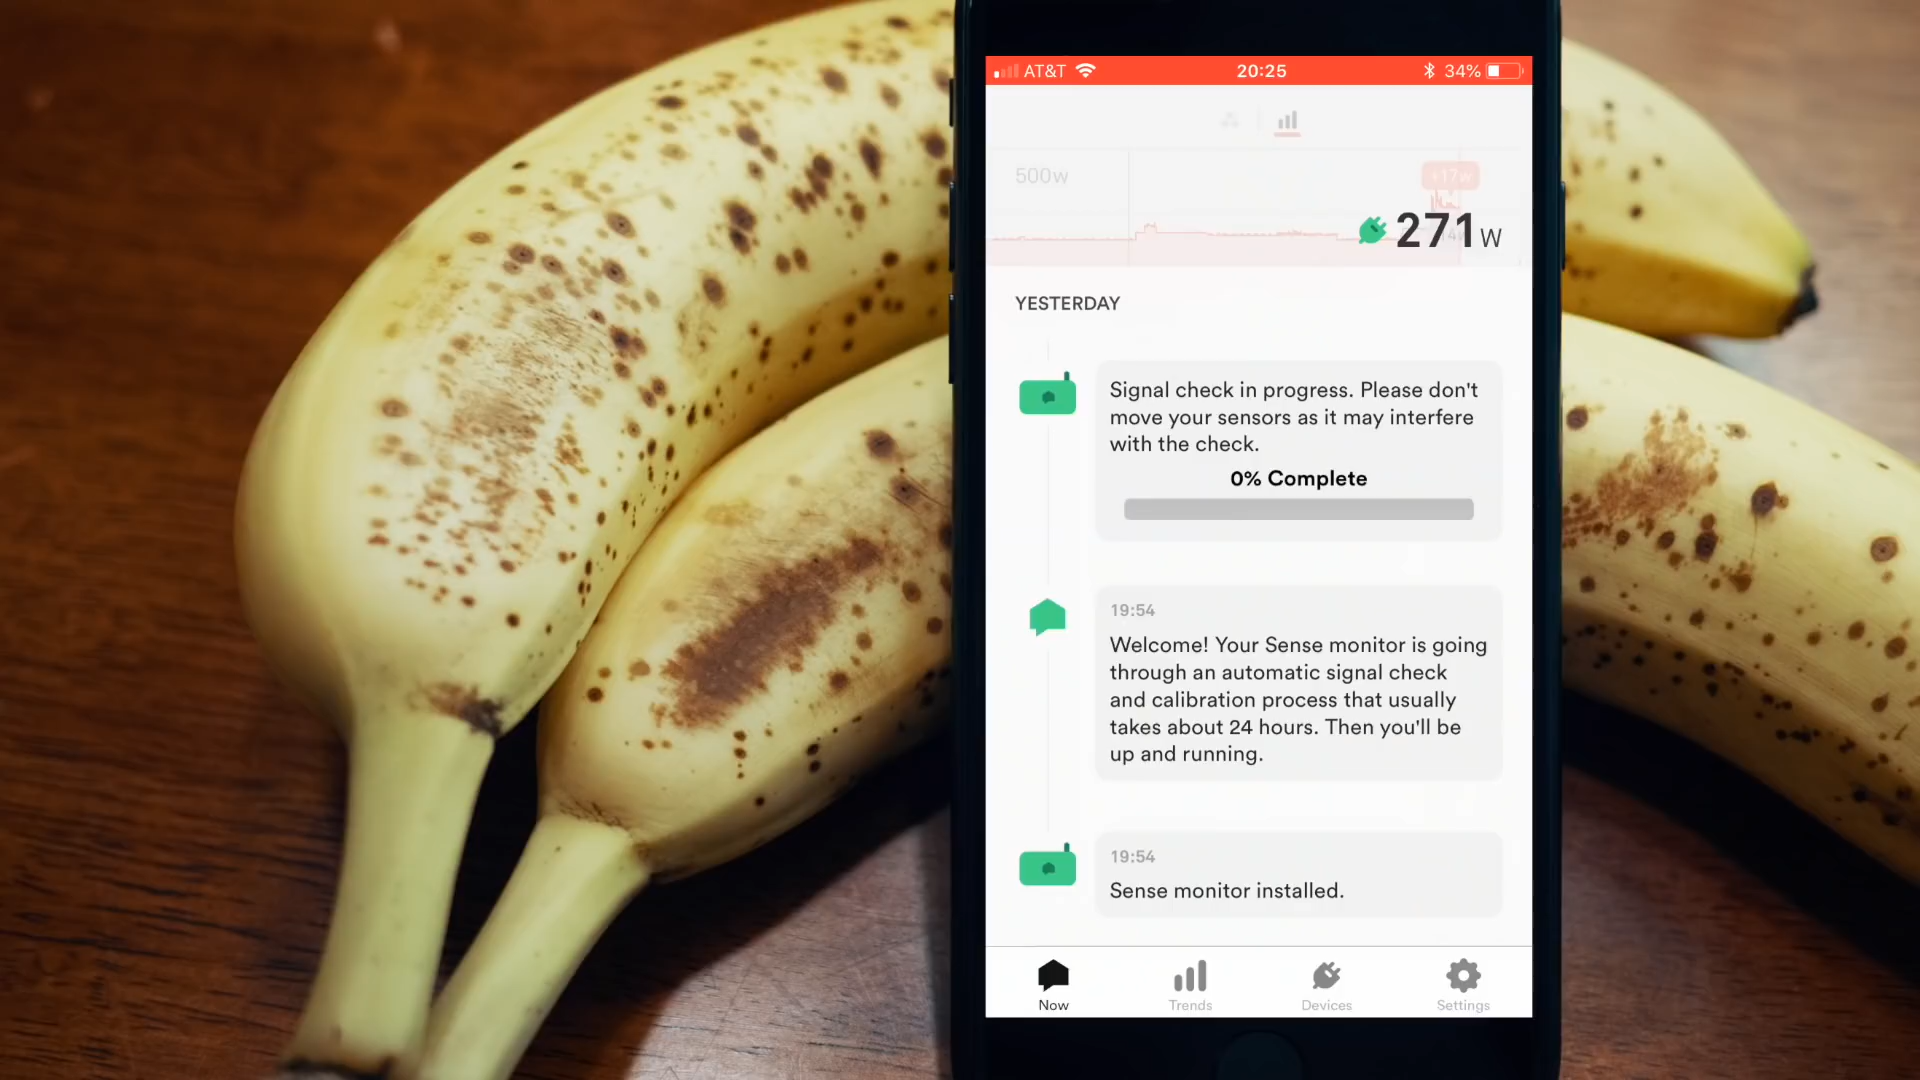 AT&T 20:25 34%
500w +17w
271w
YESTERDAY
Signal check in progress. Please don't
move your sensors as it may interfere
with the check.
0% Complete
19:54
Welcome! Your Sense monitor is going
through an automatic signal check
and calibration process that usually
takes about 24 hours. Then you'll be
up and running.
19:54
Sense monitor installed.
Now Trends Devices Settings